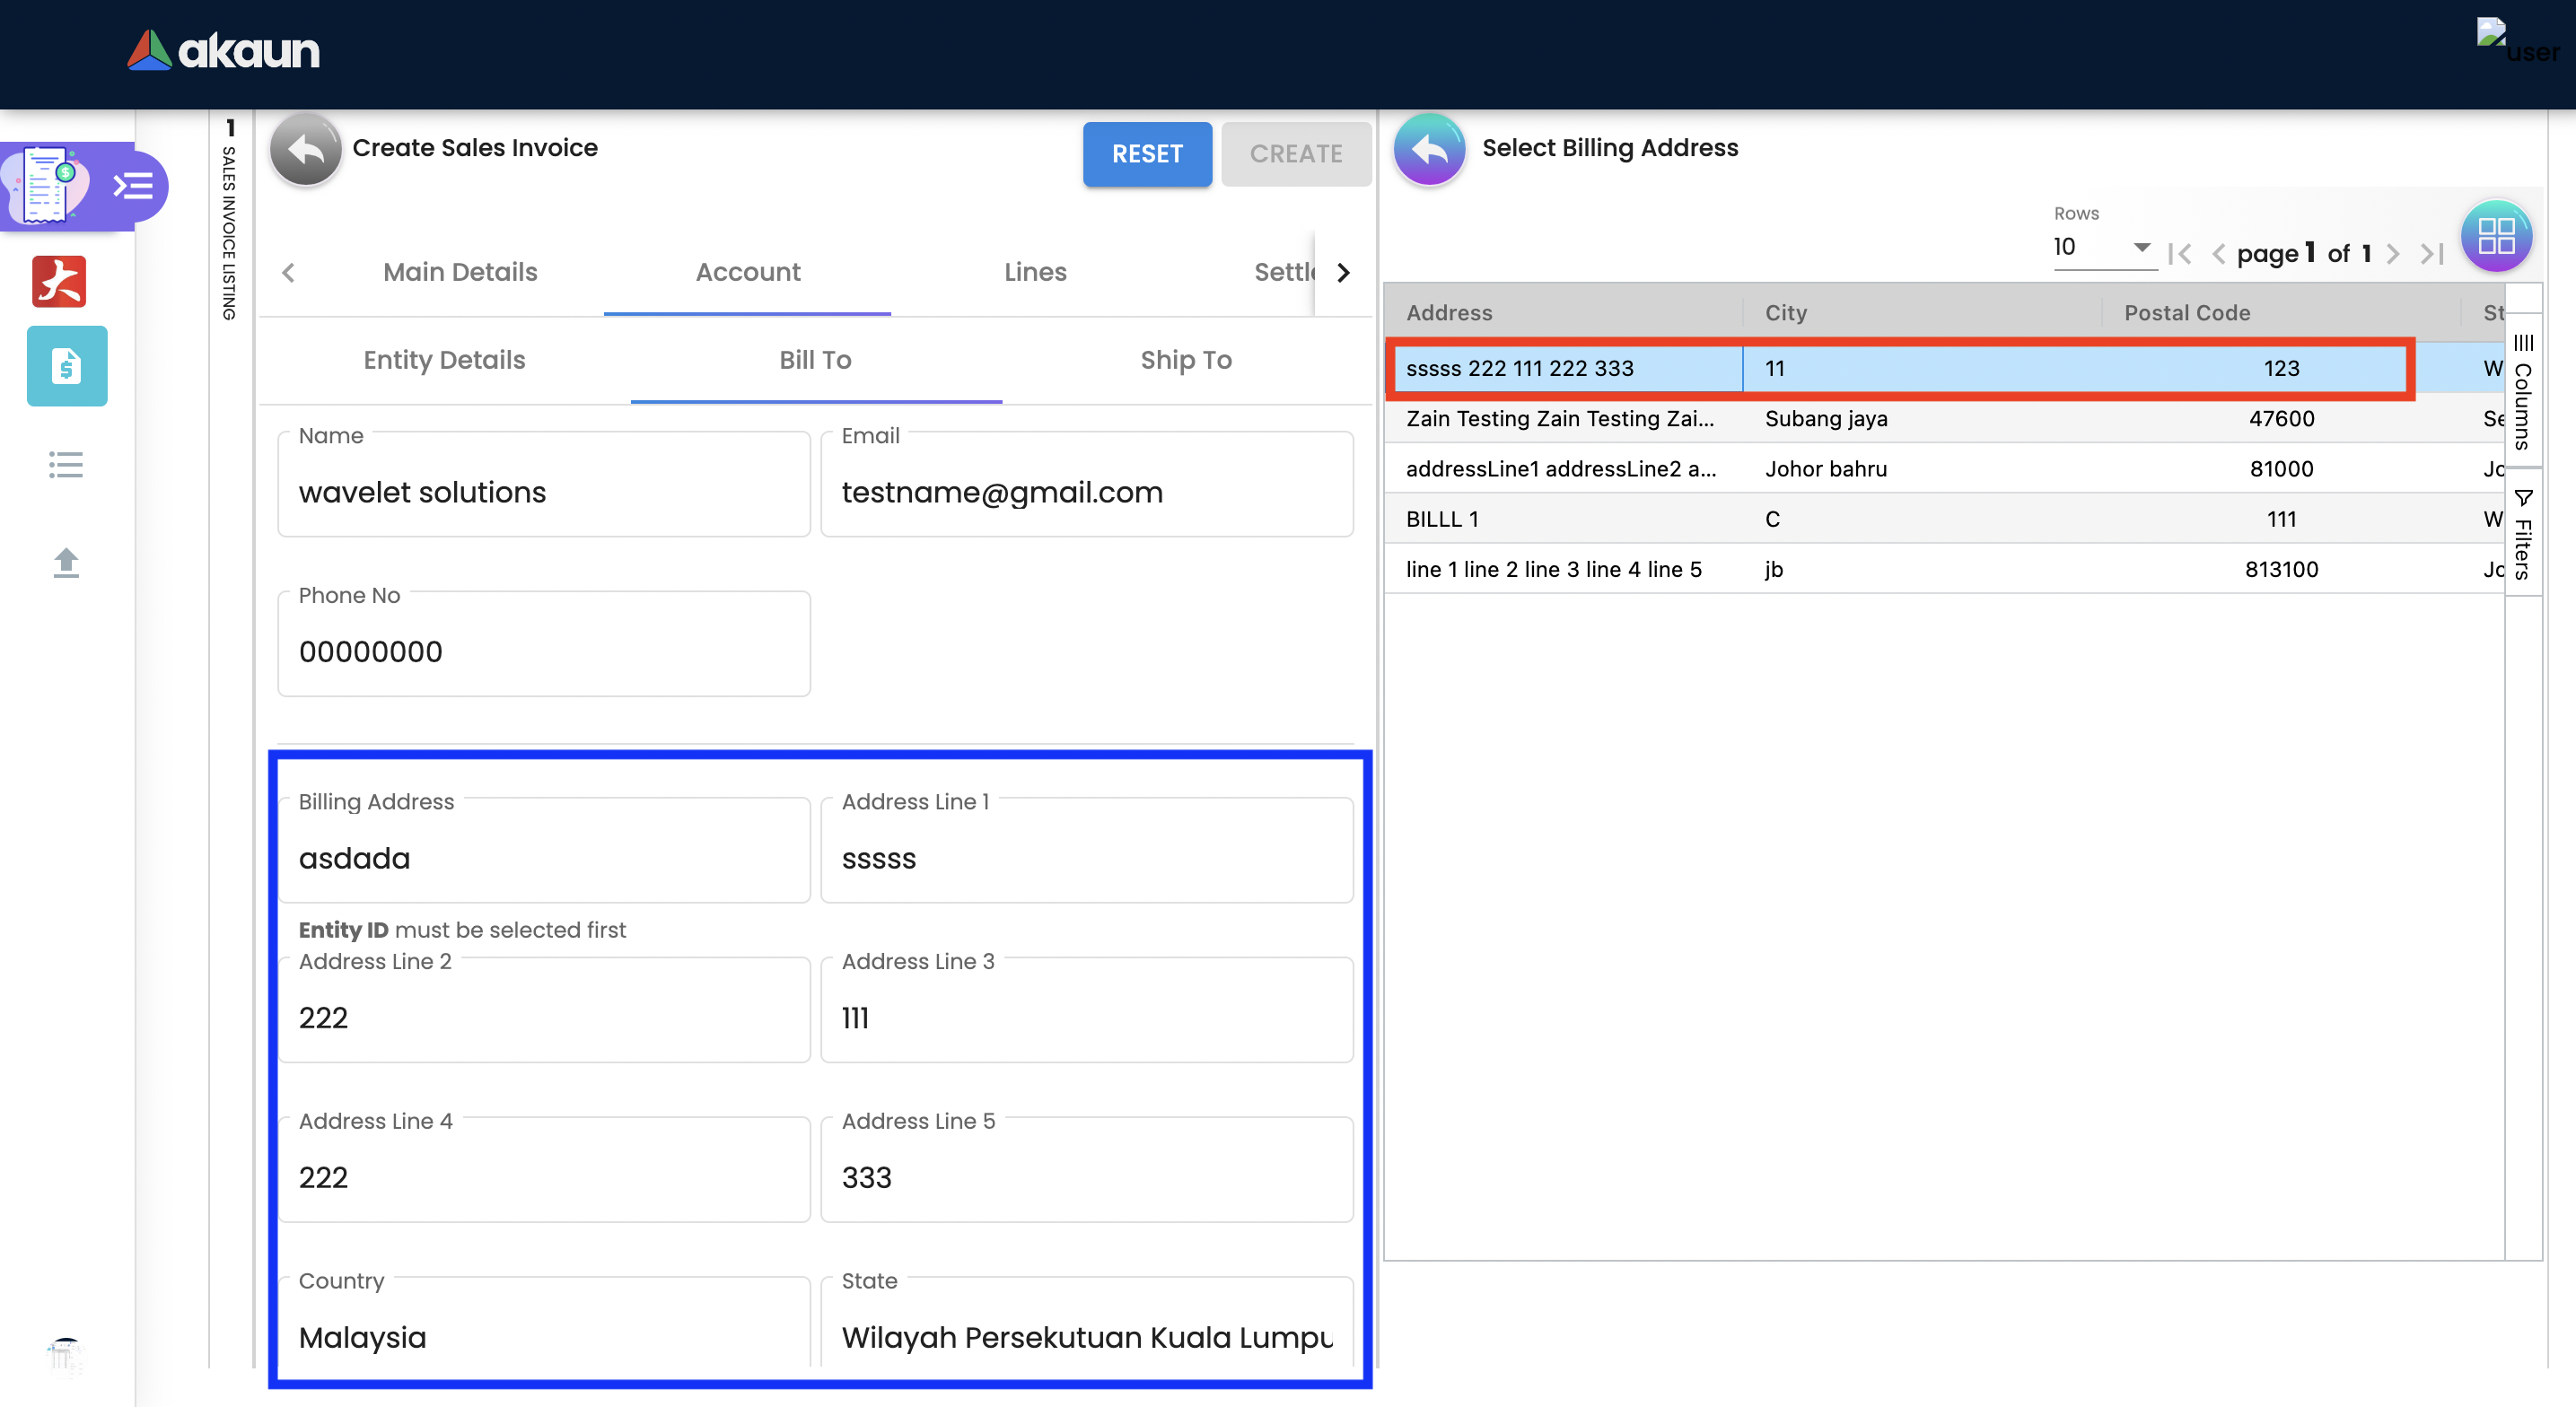 akaun
user
1
SALES INVOICE LISTING
Create Sales Invoice
RESET
CREATE
Main Details
Account
Lines
Settle
Entity Details
Bill To
Ship To
Name
wavelet solutions
Email
testname@gmail.com
Phone No
00000000
Billing Address
asdada
Address Line 1
sssss
Entity ID must be selected first
Address Line 2
222
Address Line 3
111
Address Line 4
222
Address Line 5
333
Country
Malaysia
State
Wilayah Persekutuan Kuala Lumpu
Select Billing Address
Rows
10
page 1 of 1
Address City Postal Code St
sssss 222 111 222 333 11 123 W
Zain Testing Zain Testing Zai... Subang jaya 47600 Se
addressLine1 addressLine2 a... Johor bahru 81000 Jo
BILLL 1 C 111 W
line 1 line 2 line 3 line 4 line 5 jb 813100 Jo
Columns
Filters